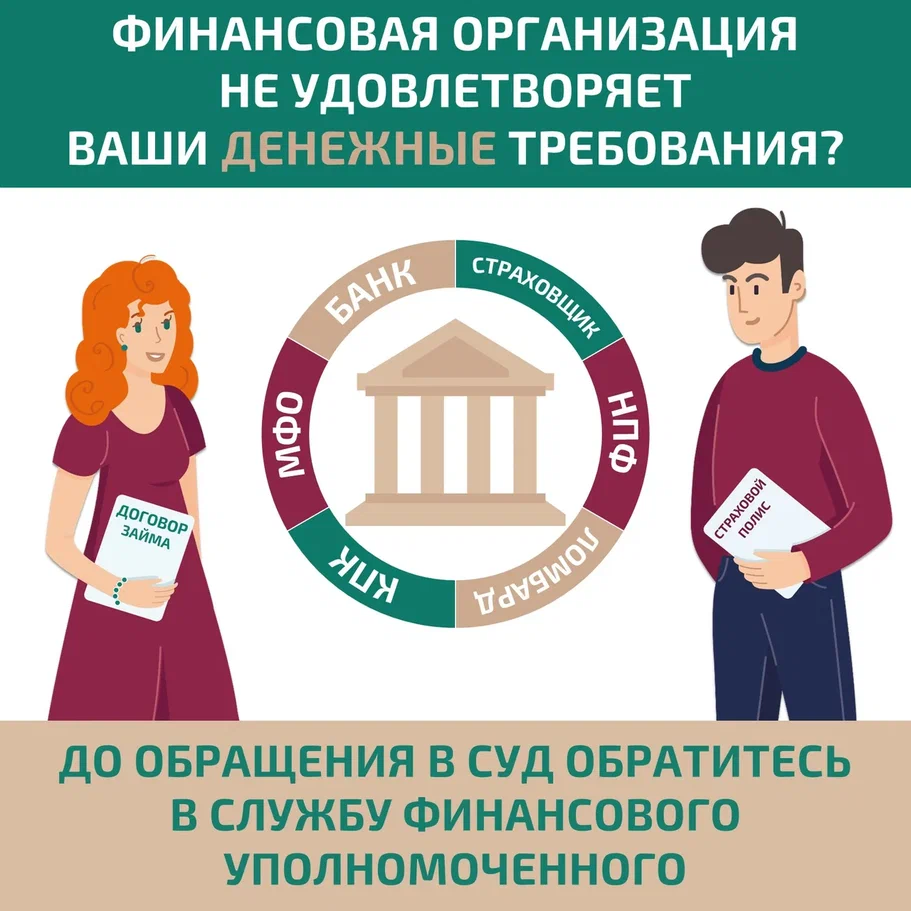 ФИНАНСОВАЯ ОРГАНИЗАЦИЯ
НЕ УДОВЛЕТВОРЯЕТ
ВАШИ ДЕНЕЖНЫЕ ТРЕБОВАНИЯ?
БАНК
СТРАХОВЩИК
МФО
НПФ
КПК
ЛОМБАРД
ДОГОВОР
ЗАЙМА
СТРАХОВОЙ
ПОЛИС
ДО ОБРАЩЕНИЯ В СУД ОБРАТИТЕСЬ
В СЛУЖБУ ФИНАНСОВОГО
УПОЛНОМОЧЕННОГО